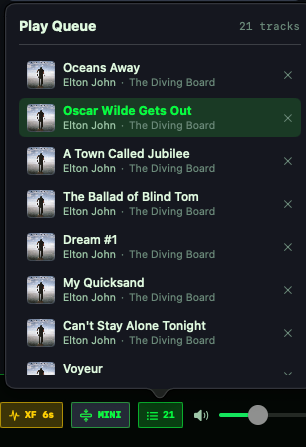 Play Queue 21 tracks
Oceans Away
Elton John · The Diving Board
Oscar Wilde Gets Out
Elton John · The Diving Board
A Town Called Jubilee
Elton John · The Diving Board
The Ballad of Blind Tom
Elton John · The Diving Board
Dream #1
Elton John · The Diving Board
My Quicksand
Elton John · The Diving Board
Can't Stay Alone Tonight
Elton John · The Diving Board
Voyeur
XF 6s MINI 21